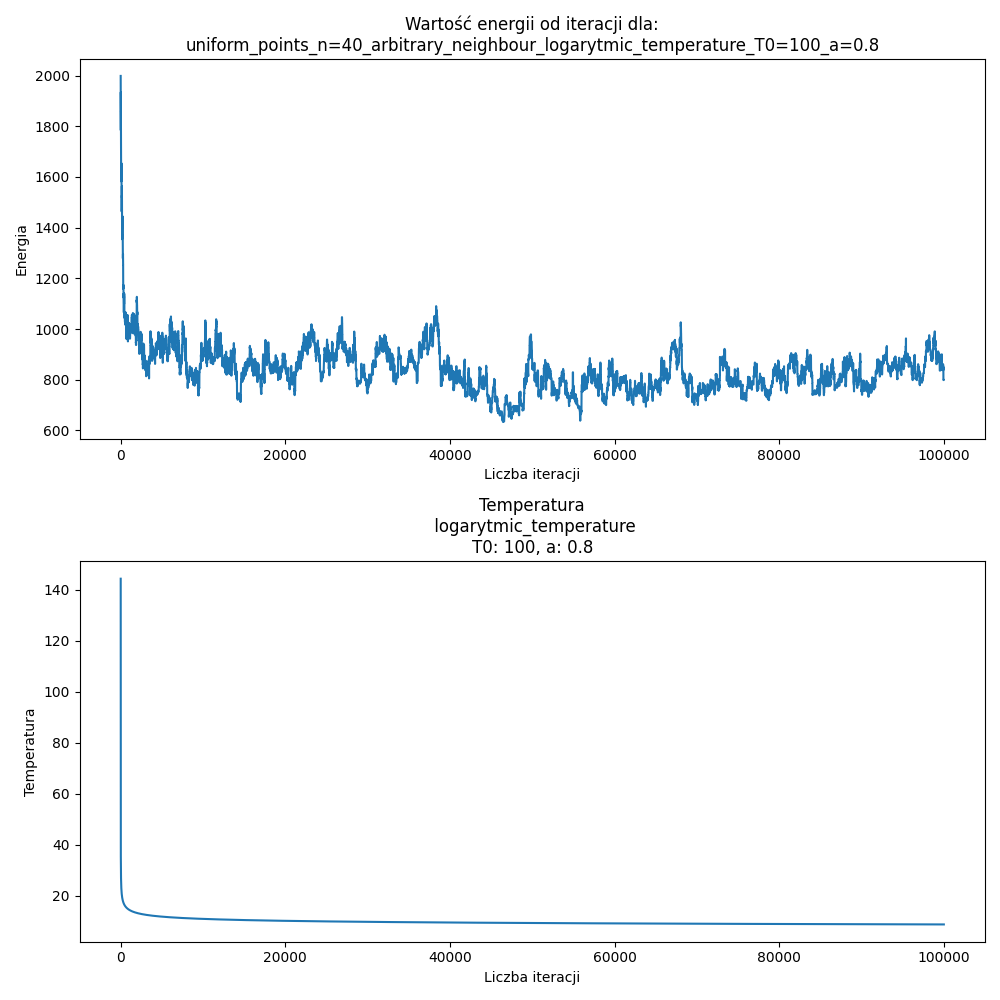 Wartość energii od iteracji dla:
uniform_points_n=40_arbitrary_neighbour_logarytmic_temperature_T0=100_a=0.8
2000
1800
1600
1400
1200
1000
800
600
Energia
0 20000 40000 60000 80000 100000
Liczba iteracji
Temperatura
logarytmic_temperature
T0: 100, a: 0.8
140
120
100
80
60
40
20
Temperatura
0 20000 40000 60000 80000 100000
Liczba iteracji